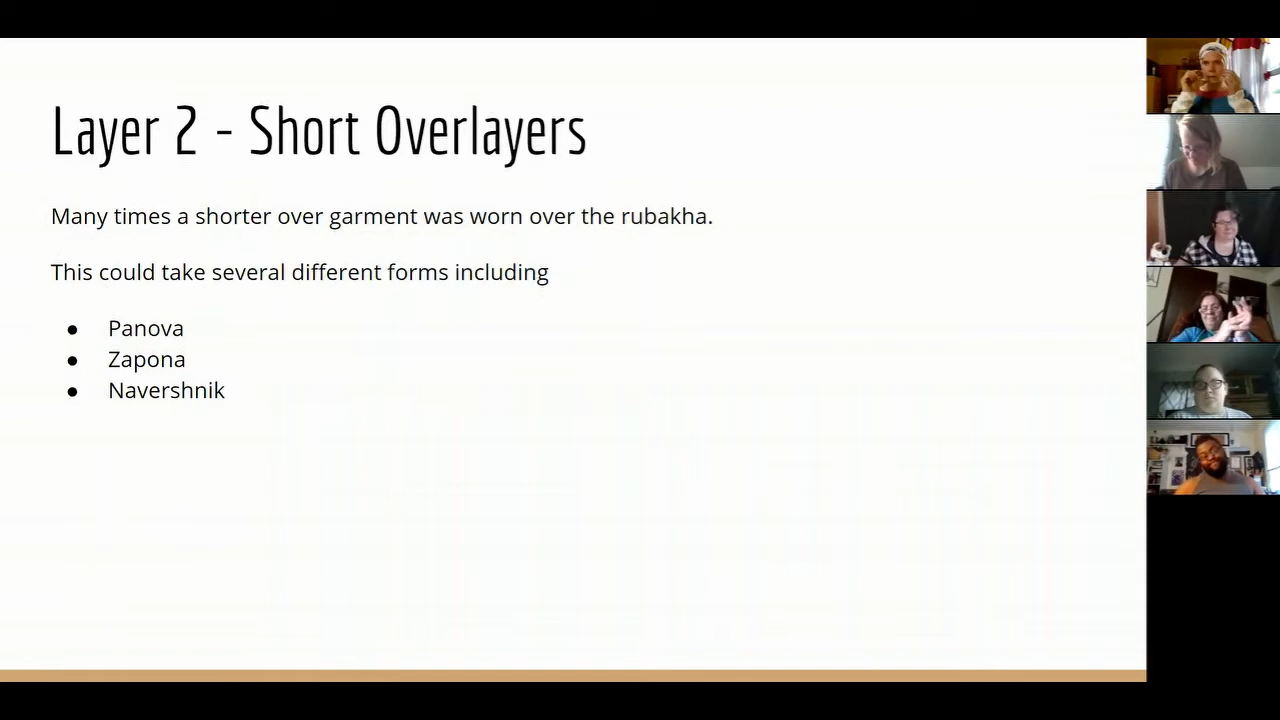 Layer 2 - Short Overlayers
Many times a shorter over garment was worn over the rubakha.
This could take several different forms including
● Panova
● Zapona
● Navershnik